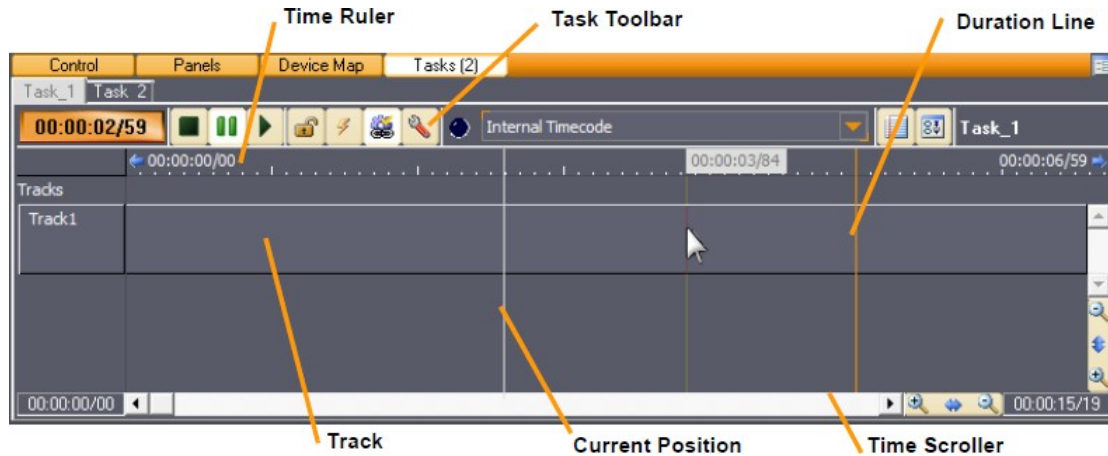 Time Ruler
Task Toolbar
Duration Line
Control
Panels
Device Map
Tasks (2)
Task_1
Task 2
00:00:02/59
Internal Timecode
Task_1
00:00:00/00
00:00:03/84
00:00:06/59
Tracks
Track1
00:00:00/00
00:00:15/19
Track
Current Position
Time Scroller